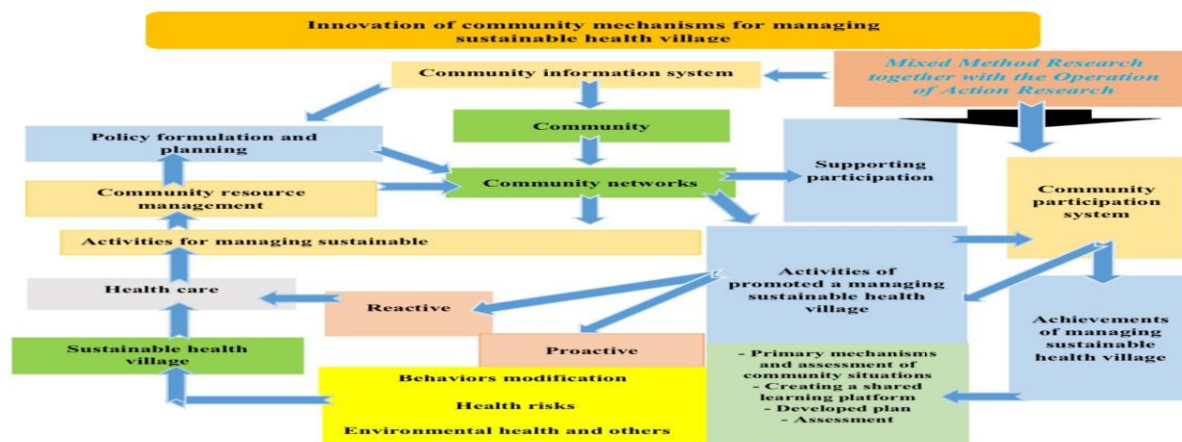 Innovation of community mechanisms for managing
sustainable health village
Mixed Method Research
together with the Operation
of Action Research
Community information system
Community
Policy formulation and
planning
Supporting
participation
Community networks
Community resource
management
Community
participation
system
Activities for managing sustainable
Activities of
promoted a managing
sustainable health
village
Health care
Reactive
Achievements
of managing
sustainable
health village
Sustainable health
village
Proactive
- Primary mechanisms
and assessment of
community situations
- Creating a shared
learning platform
- Developed plan
- Assessment
Behaviors modification
Health risks
Environmental health and others